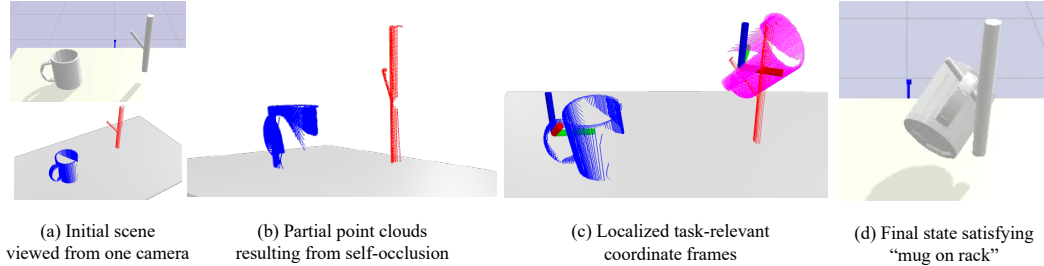 (a) Initial scene
viewed from one camera
(b) Partial point clouds
resulting from self-occlusion
(c) Localized task-relevant
coordinate frames
(d) Final state satisfying
“mug on rack”